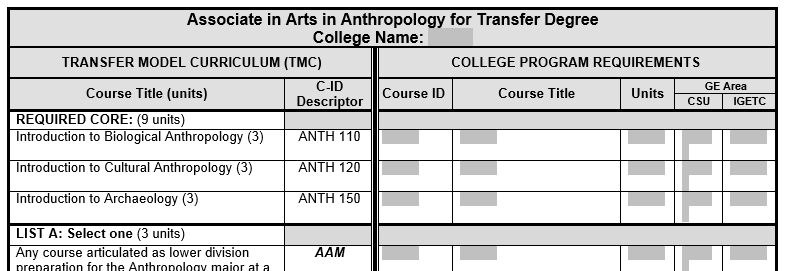 Associate in Arts in Anthropology for Transfer Degree
College Name:
TRANSFER MODEL CURRICULUM (TMC)
COLLEGE PROGRAM REQUIREMENTS
Course Title (units)
C-ID
Descriptor
Course ID
Course Title
Units
GE Area
CSU
IGETC
REQUIRED CORE: (9 units)
Introduction to Biological Anthropology (3)
ANTH 110
Introduction to Cultural Anthropology (3)
ANTH 120
Introduction to Archaeology (3)
ANTH 150
LIST A: Select one (3 units)
Any course articulated as lower division
AAM
preparation for the Anthropology major at a